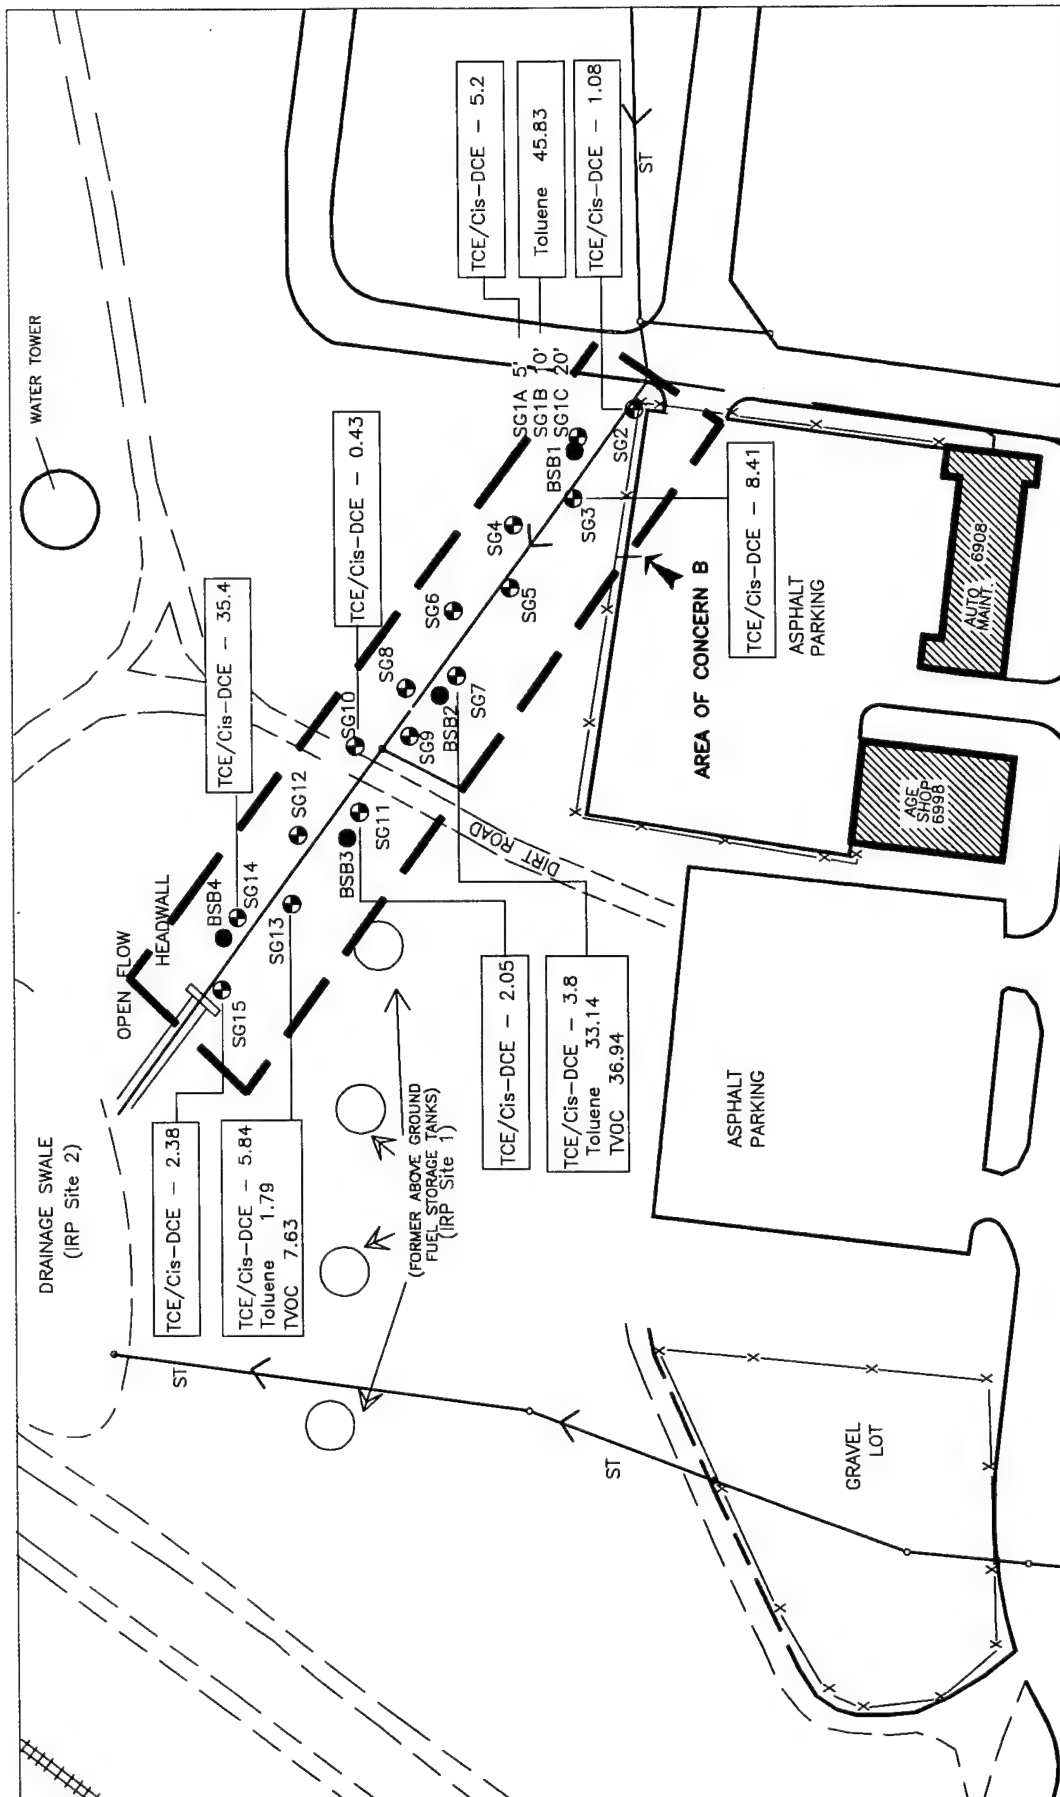 WATER TOWER
TCE/Cis-DCE - 5.2
Toluene 45.83
TCE/Cis-DCE - 1.08
ST
SG1A 5'
SG1B 10'
SG1C 20'
BSB1
SG2
SG3
SG4
SG5
SG6
SG7
SG8
SG9
BSB2
SG10
SG11
SG12
BSB3
SG13
SG14
BSB4
SG15
TCE/Cis-DCE - 0.43
TCE/Cis-DCE - 35.4
TCE/Cis-DCE - 8.41
AREA OF CONCERN B
ASPHALT
PARKING
AUTO
MAINT. 6908
AGE
SHOP
6998
DIRT ROAD
OPEN FLOW
HEADWALL
DRAINAGE SWALE
(IRP Site 2)
TCE/Cis-DCE - 2.38
TCE/Cis-DCE - 5.84
Toluene 1.79
TVOC 7.63
TCE/Cis-DCE - 2.05
TCE/Cis-DCE - 3.8
Toluene 33.14
TVOC 36.94
(FORMER ABOVE GROUND
FUEL STORAGE TANKS)
(IRP Site 1)
ASPHALT
PARKING
ST
ST
GRAVEL
LOT